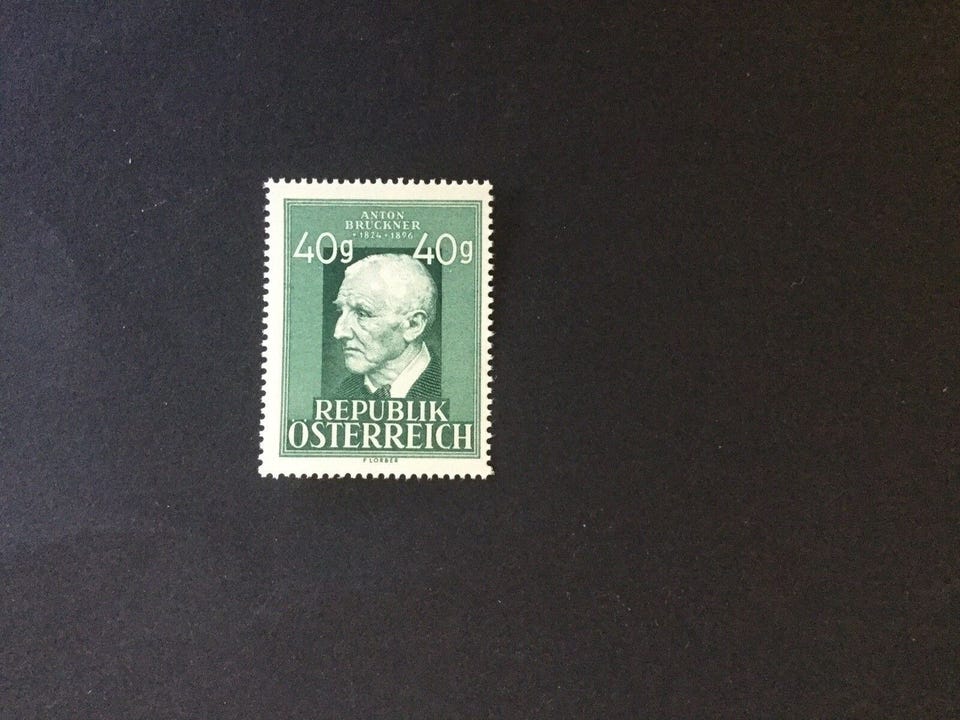 ANTON
BRUCKNER
*1824 †1896
40g 40g
REPUBLIK
ÖSTERREICH
F LORBER